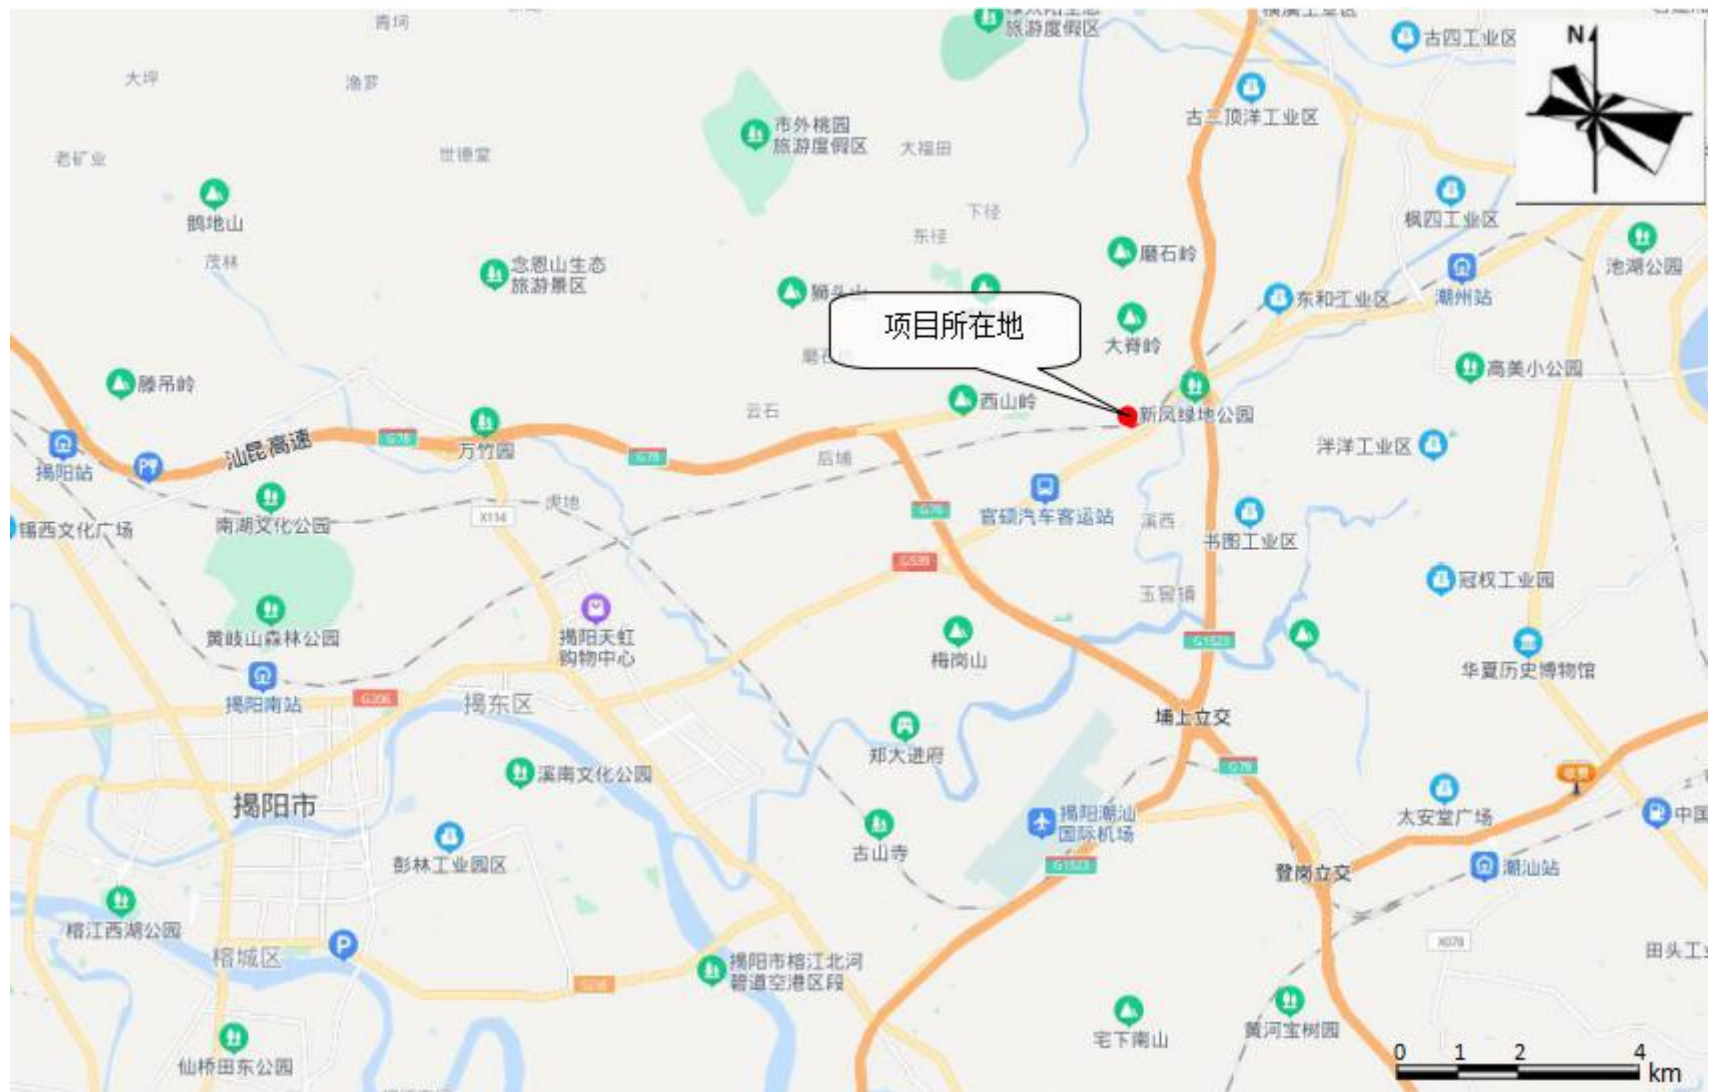 青坷
旅游度假区
古四工业区
N
大坪
渔罗
古二顶洋工业区
市外桃园
旅游度假区
大福田
老矿业
世德堂
枫四工业区
鹊地山
下径
东径
磨石岭
池湖公园
茂林
念恩山生态
旅游景区
狮头山
东和工业区
潮州站
项目所在地
大脊岭
高美小公园
滕吊岭
西山岭
云石
新凤绿地公园
汕昆高速
G78
万竹园
揭阳站
后埔
G78
洋洋工业区
官硕汽车客运站
南湖文化公园
X114
虎地
G78
溪西
锡西文化广场
书图工业区
G539
冠权工业园
玉窖镇
黄岐山森林公园
揭阳天虹
购物中心
梅岗山
G1523
华夏历史博物馆
揭阳南站
G206
揭东区
埔上立交
郑大进府
溪南文化公园
G78
揭阳市
揭阳潮汕
国际机场
太安堂广场
中国
彭林工业园区
古山寺
G1523
登岗立交
潮汕站
榕江西湖公园
X078
榕城区
P
田头工
揭阳市榕江北河
碧道空港区段
黄河宝树园
宅下南山
仙桥田东公园
0 1 2 4
km